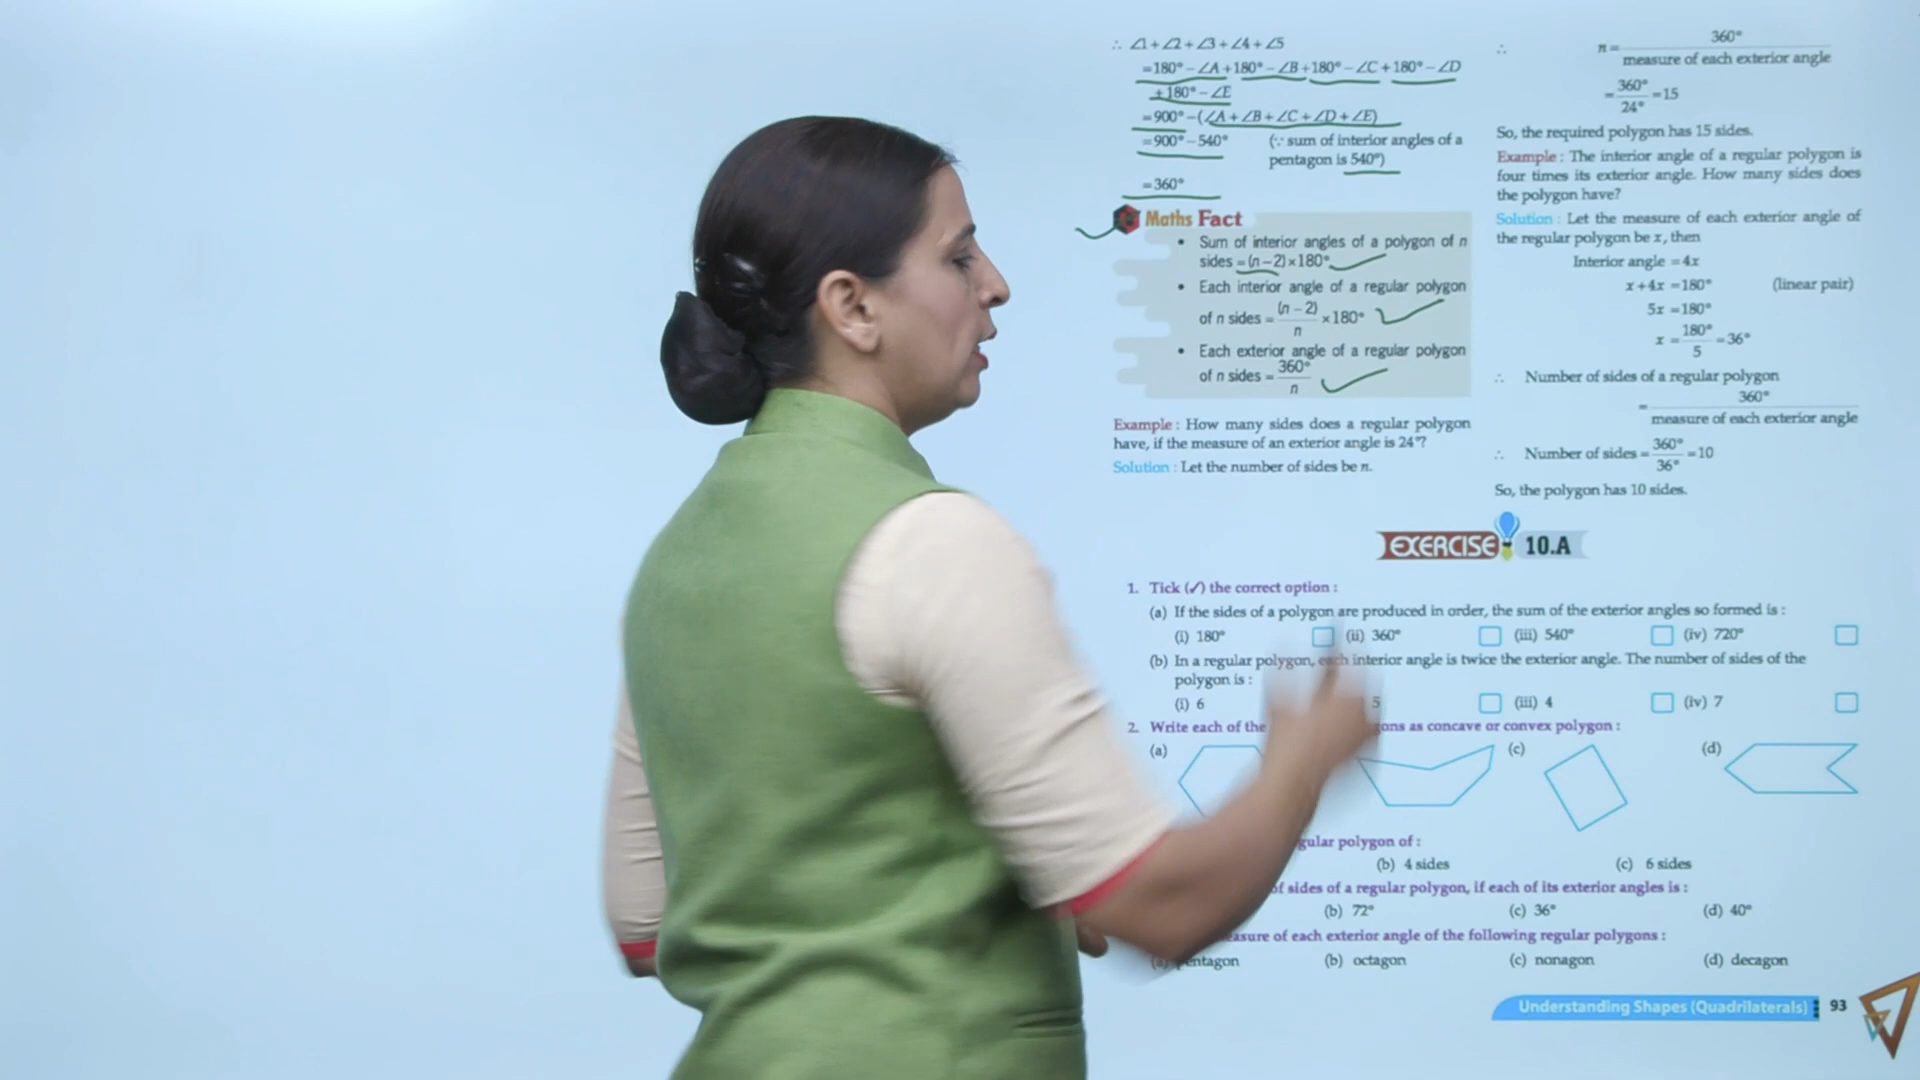 ∴ ∠1+∠2+∠3+∠4+∠5
=180°−∠A+180°−∠B+180°−∠C+180°−∠D
+180°−∠E
=900°−(∠A+∠B+∠C+∠D+∠E)
=900°−540° (∵ sum of interior angles of a
pentagon is 540°)
=360°
Maths Fact
• Sum of interior angles of a polygon of n
sides = (n−2)×180°
• Each interior angle of a regular polygon
of n sides = (n−2)/n ×180°
• Each exterior angle of a regular polygon
of n sides = 360°/n
Example : How many sides does a regular polygon
have, if the measure of an exterior angle is 24°?
Solution : Let the number of sides be n.
∴ n = 360°/measure of each exterior angle
= 360°/24° =15
So, the required polygon has 15 sides.
Example : The interior angle of a regular polygon is
four times its exterior angle. How many sides does
the polygon have?
Solution : Let the measure of each exterior angle of
the regular polygon be x, then
Interior angle = 4x
x+4x =180° (linear pair)
5x =180°
x = 180°/5 =36°
∴ Number of sides of a regular polygon
= 360°/measure of each exterior angle
∴ Number of sides = 360°/36° =10
So, the polygon has 10 sides.
EXERCISE 10.A
1. Tick (✓) the correct option :
(a) If the sides of a polygon are produced in order, the sum of the exterior angles so formed is :
(i) 180° (ii) 360° (iii) 540° (iv) 720°
(b) In a regular polygon, each interior angle is twice the exterior angle. The number of sides of the
polygon is :
(i) 6 5 (iii) 4 (iv) 7
2. Write each of the as concave or convex polygon :
(a) (c) (d)
polygon of :
(b) 4 sides (c) 6 sides
of sides of a regular polygon, if each of its exterior angles is :
(b) 72° (c) 36° (d) 40°
of each exterior angle of the following regular polygons :
(b) octagon (c) nonagon (d) decagon
Understanding Shapes (Quadrilaterals) 93